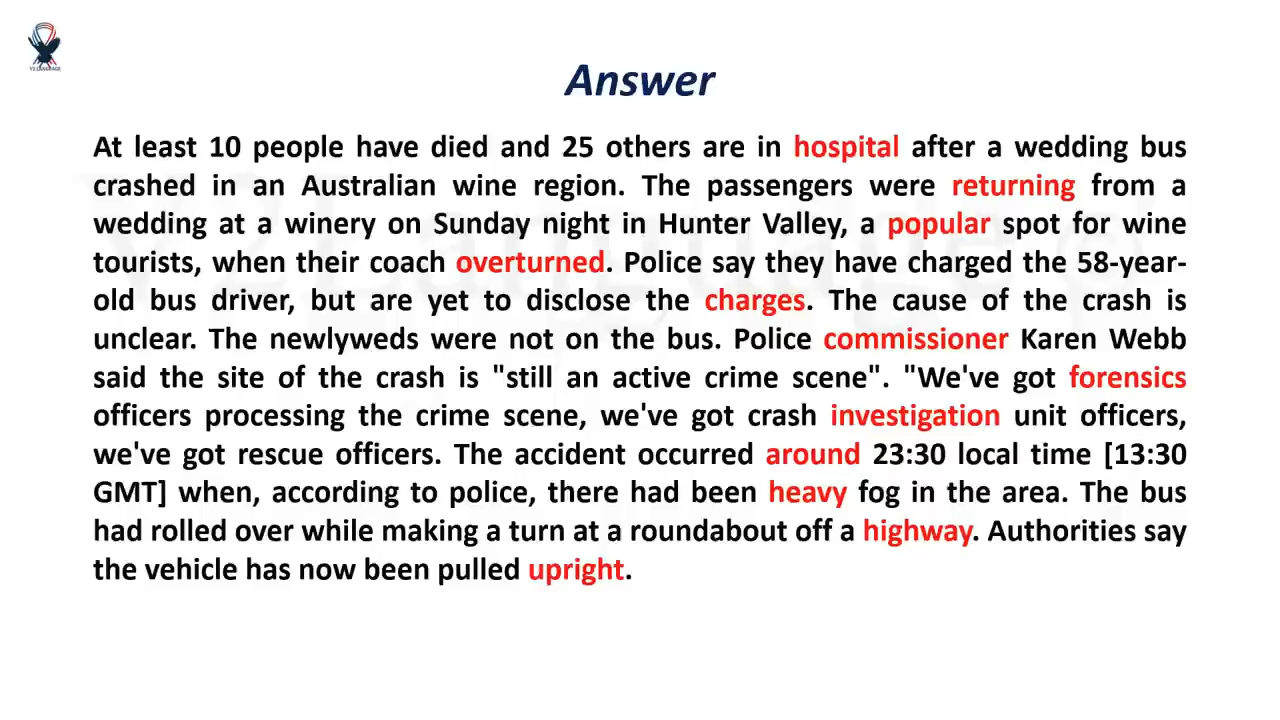 V2 LANGUAGE
Answer
At least 10 people have died and 25 others are in hospital after a wedding bus
crashed in an Australian wine region. The passengers were returning from a
wedding at a winery on Sunday night in Hunter Valley, a popular spot for wine
tourists, when their coach overturned. Police say they have charged the 58-year-
old bus driver, but are yet to disclose the charges. The cause of the crash is
unclear. The newlyweds were not on the bus. Police commissioner Karen Webb
said the site of the crash is "still an active crime scene". "We've got forensics
officers processing the crime scene, we've got crash investigation unit officers,
we've got rescue officers. The accident occurred around 23:30 local time [13:30
GMT] when, according to police, there had been heavy fog in the area. The bus
had rolled over while making a turn at a roundabout off a highway. Authorities say
the vehicle has now been pulled upright.